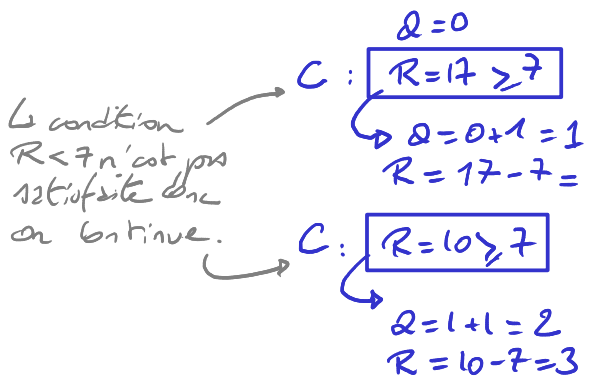 Q = 0
C : R = 17 ⩾ 7
Q = 0 + 1 = 1
R = 17 - 7 =
La condition
R < 7 n'est pas
satisfaite donc
on continue.
C : R = 10 ⩾ 7
Q = 1 + 1 = 2
R = 10 - 7 = 3